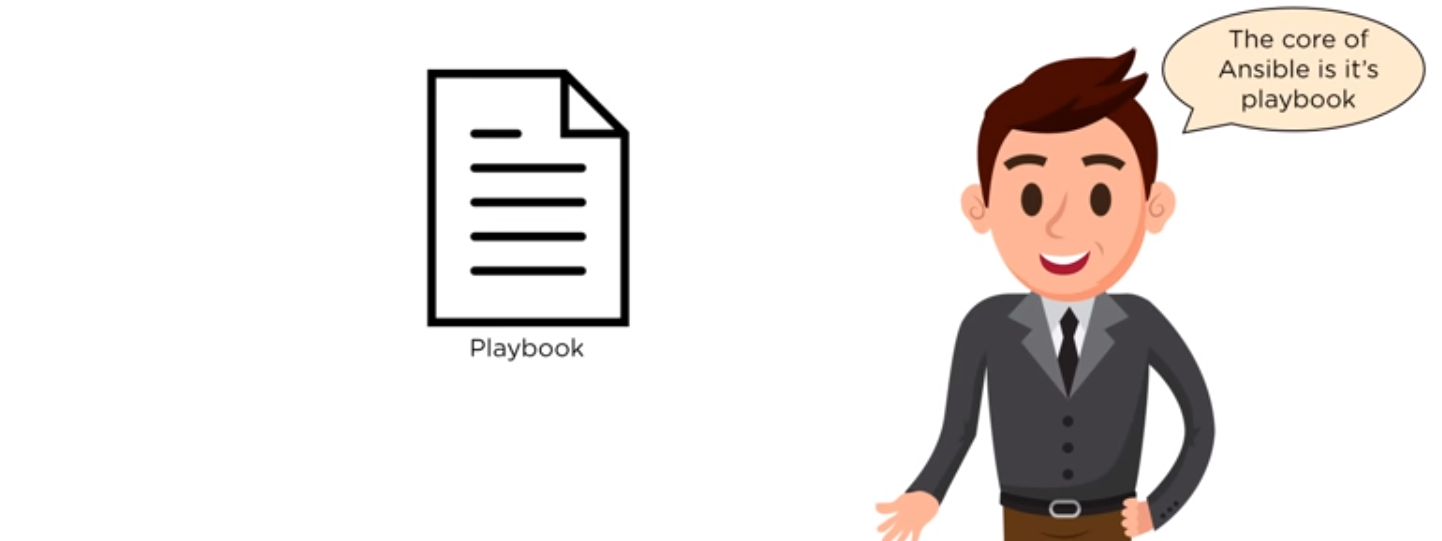 The core of
Ansible is it's
playbook
Playbook